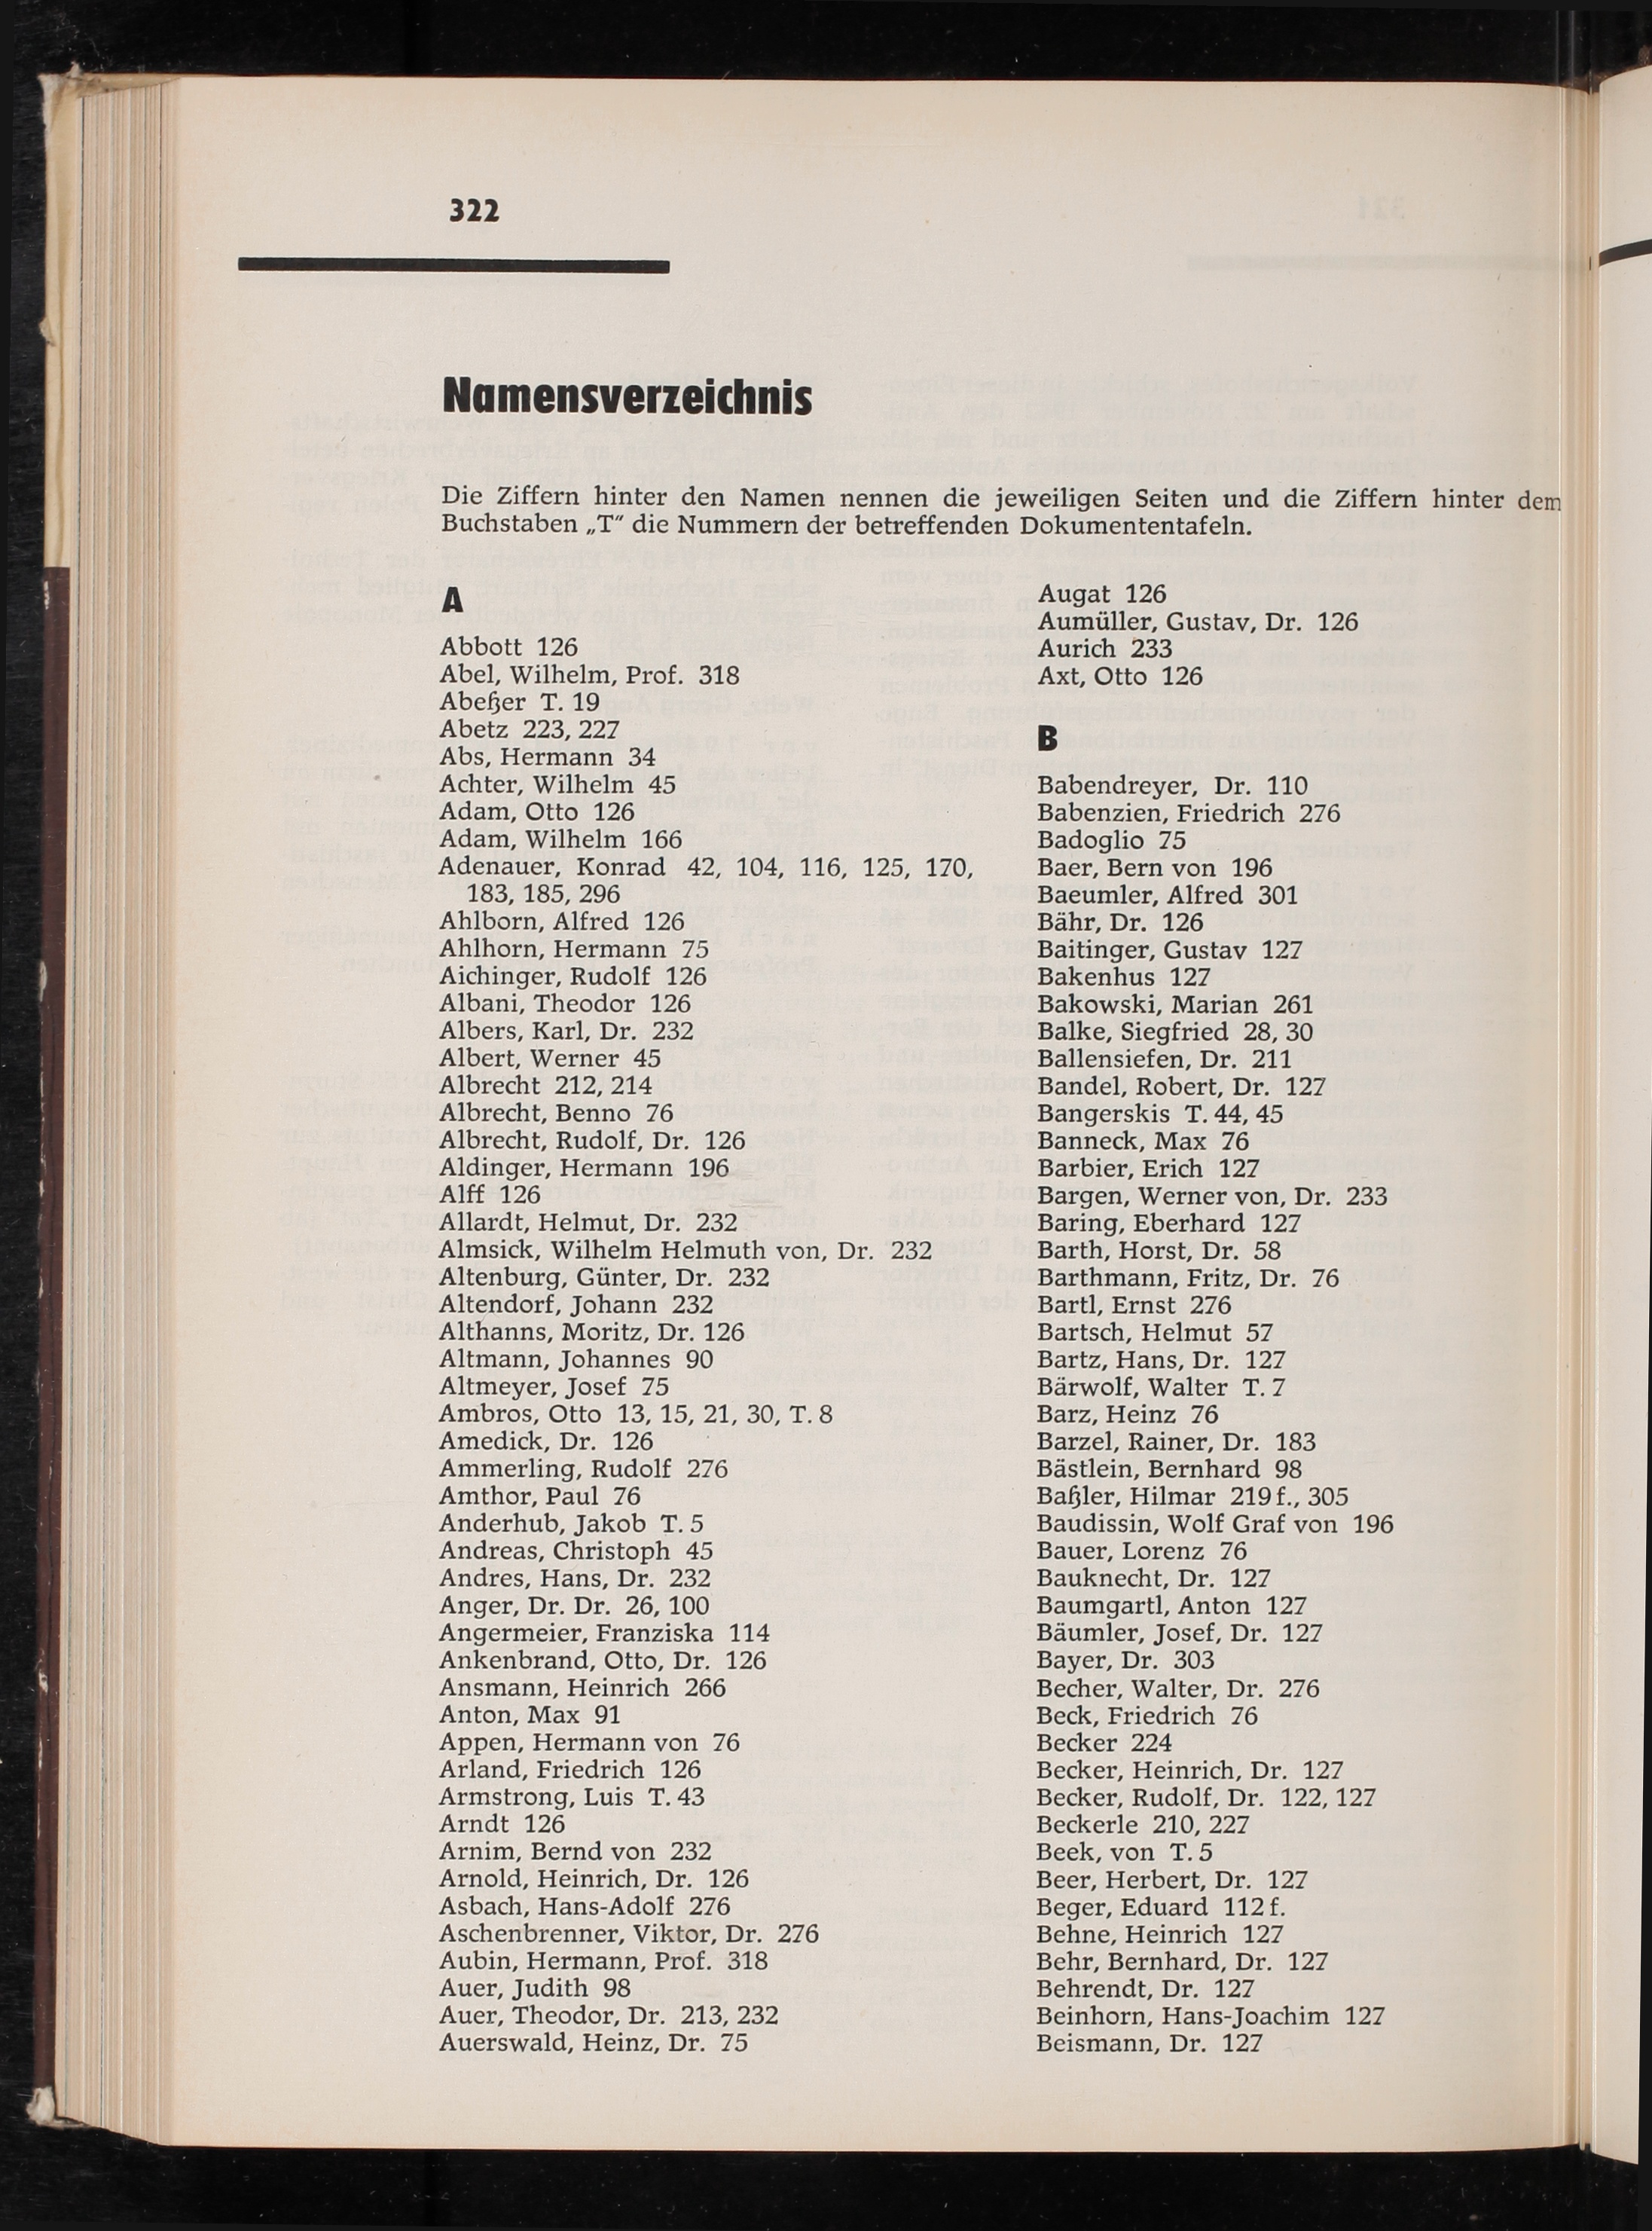 322
Namensverzeichnis
Die Ziffern hinter den Namen nennen die jeweiligen Seiten und die Ziffern hinter dem
Buchstaben „T“ die Nummern der betreffenden Dokumententafeln.
A
Abbott 126
Abel, Wilhelm, Prof. 318
Abeßer T. 19
Abetz 223, 227
Abs, Hermann 34
Achter, Wilhelm 45
Adam, Otto 126
Adam, Wilhelm 166
Adenauer, Konrad 42, 104, 116, 125, 170,
183, 185, 296
Ahlborn, Alfred 126
Ahlhorn, Hermann 75
Aichinger, Rudolf 126
Albani, Theodor 126
Albers, Karl, Dr. 232
Albert, Werner 45
Albrecht 212, 214
Albrecht, Benno 76
Albrecht, Rudolf, Dr. 126
Aldinger, Hermann 196
Alff 126
Allardt, Helmut, Dr. 232
Almsick, Wilhelm Helmuth von, Dr. 232
Altenburg, Günter, Dr. 232
Altendorf, Johann 232
Althanns, Moritz, Dr. 126
Altmann, Johannes 90
Altmeyer, Josef 75
Ambros, Otto 13, 15, 21, 30, T. 8
Amedick, Dr. 126
Ammerling, Rudolf 276
Amthor, Paul 76
Anderhub, Jakob T. 5
Andreas, Christoph 45
Andres, Hans, Dr. 232
Anger, Dr. Dr. 26, 100
Angermeier, Franziska 114
Ankenbrand, Otto, Dr. 126
Ansmann, Heinrich 266
Anton, Max 91
Appen, Hermann von 76
Arland, Friedrich 126
Armstrong, Luis T. 43
Arndt 126
Arnim, Bernd von 232
Arnold, Heinrich, Dr. 126
Asbach, Hans-Adolf 276
Aschenbrenner, Viktor, Dr. 276
Aubin, Hermann, Prof. 318
Auer, Judith 98
Auer, Theodor, Dr. 213, 232
Auerswald, Heinz, Dr. 75
Augat 126
Aumüller, Gustav, Dr. 126
Aurich 233
Axt, Otto 126
B
Babendreyer, Dr. 110
Babenzien, Friedrich 276
Badoglio 75
Baer, Bern von 196
Baeumler, Alfred 301
Bähr, Dr. 126
Baitinger, Gustav 127
Bakenhus 127
Bakowski, Marian 261
Balke, Siegfried 28, 30
Ballensiefen, Dr. 211
Bandel, Robert, Dr. 127
Bangerskis T. 44, 45
Banneck, Max 76
Barbier, Erich 127
Bargen, Werner von, Dr. 233
Baring, Eberhard 127
Barth, Horst, Dr. 58
Barthmann, Fritz, Dr. 76
Bartl, Ernst 276
Bartsch, Helmut 57
Bartz, Hans, Dr. 127
Bärwolf, Walter T. 7
Barz, Heinz 76
Barzel, Rainer, Dr. 183
Bästlein, Bernhard 98
Baßler, Hilmar 219 f., 305
Baudissin, Wolf Graf von 196
Bauer, Lorenz 76
Bauknecht, Dr. 127
Baumgartl, Anton 127
Bäumler, Josef, Dr. 127
Bayer, Dr. 303
Becher, Walter, Dr. 276
Beck, Friedrich 76
Becker 224
Becker, Heinrich, Dr. 127
Becker, Rudolf, Dr. 122, 127
Beckerle 210, 227
Beek, von T. 5
Beer, Herbert, Dr. 127
Beger, Eduard 112 f.
Behne, Heinrich 127
Behr, Bernhard, Dr. 127
Behrendt, Dr. 127
Beinhorn, Hans-Joachim 127
Beismann, Dr. 127